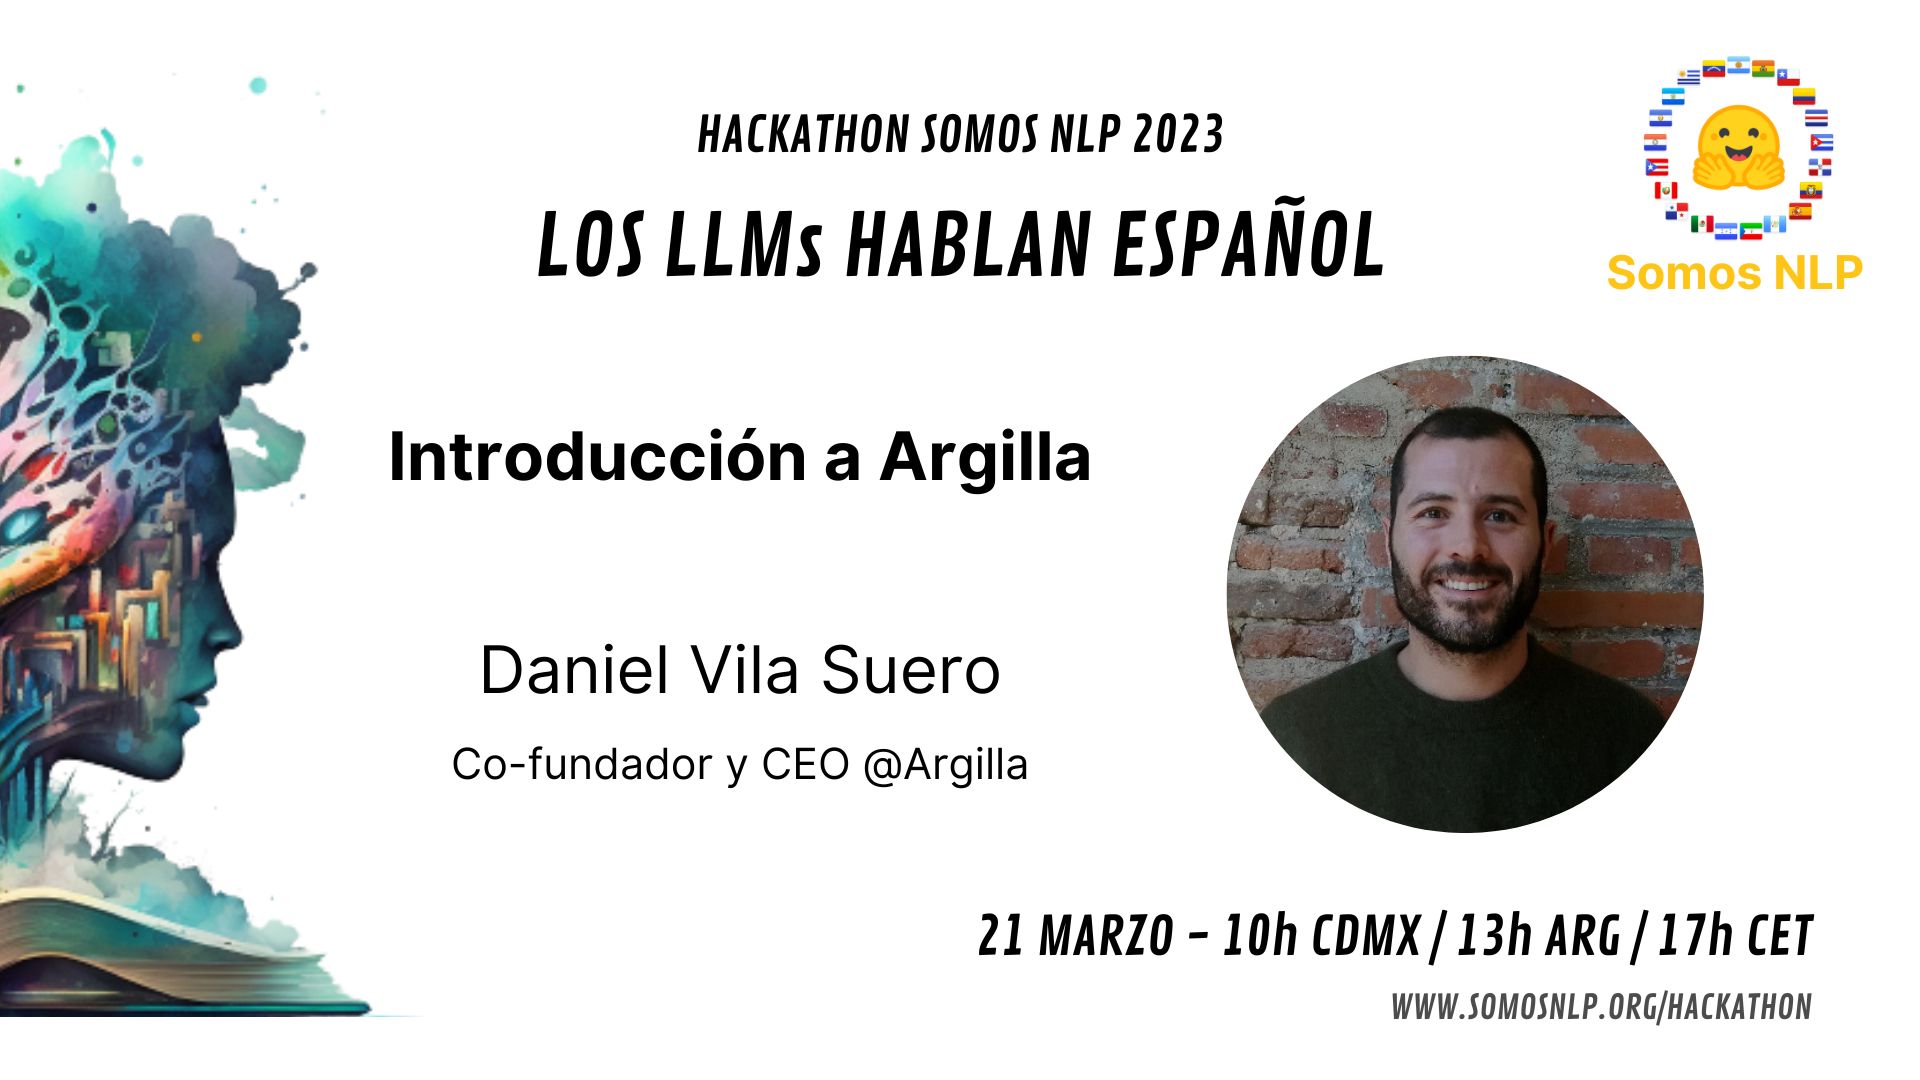 HACKATHON SOMOS NLP 2023
LOS LLMs HABLAN ESPAÑOL
Somos NLP
Introducción a Argilla
Daniel Vila Suero
Co-fundador y CEO @Argilla
21 MARZO - 10h CDMX / 13h ARG / 17h CET
WWW.SOMOSNLP.ORG/HACKATHON